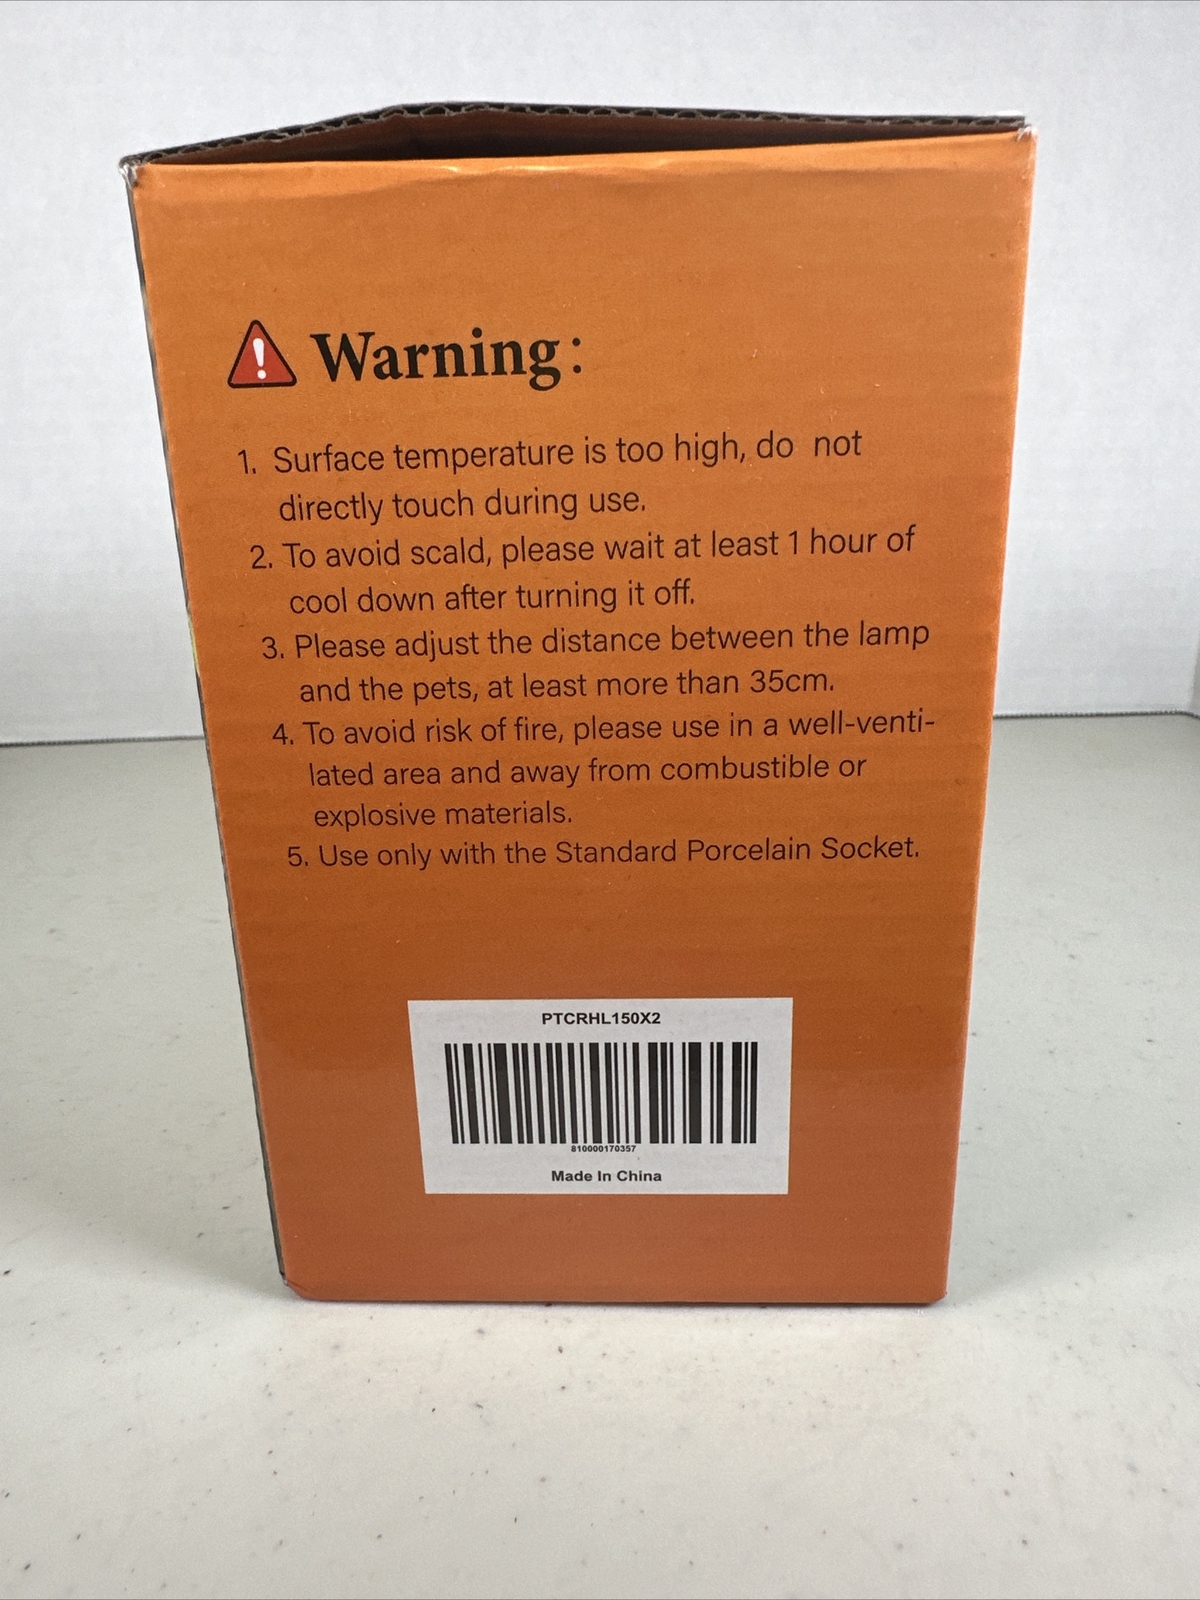 Warning:
1. Surface temperature is too high, do not
directly touch during use.
2. To avoid scald, please wait at least 1 hour of
cool down after turning it off.
3. Please adjust the distance between the lamp
and the pets, at least more than 35cm.
4. To avoid risk of fire, please use in a well-venti-
lated area and away from combustible or
explosive materials.
5. Use only with the Standard Porcelain Socket.
PTCRHL150X2
810000170357
Made In China